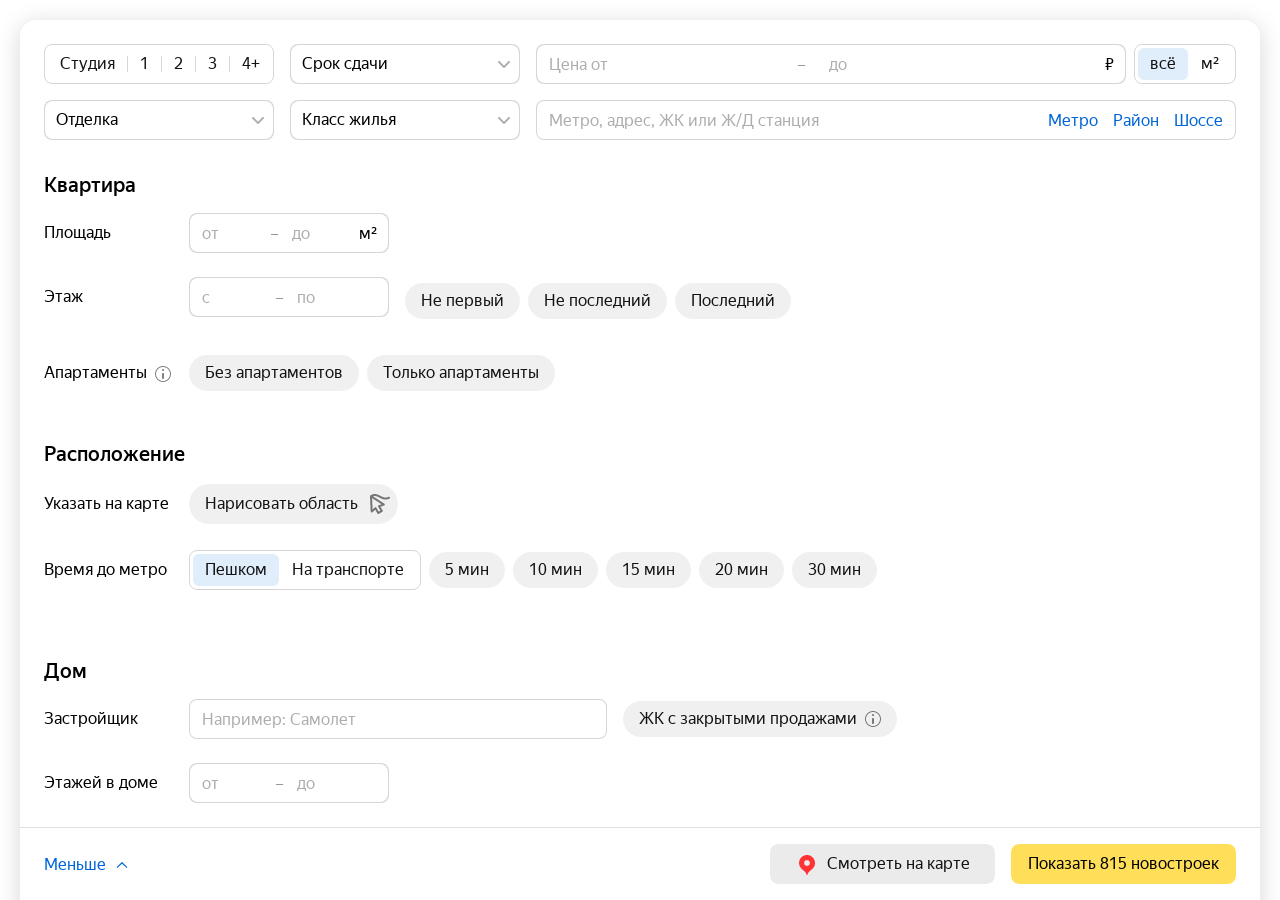 Студия 1 2 3 4+ Срок сдачи Цена от – до ₽ всё м²
Отделка Класс жилья Метро, адрес, ЖК или Ж/Д станция Метро Район Шоссе
Квартира
Площадь от – до м²
Этаж с – по Не первый Не последний Последний
Апартаменты Без апартаментов Только апартаменты
Расположение
Указать на карте Нарисовать область
Время до метро Пешком На транспорте 5 мин 10 мин 15 мин 20 мин 30 мин
Дом
Застройщик Например: Самолет ЖК с закрытыми продажами
Этажей в доме от – до
Меньше Смотреть на карте Показать 815 новостроек